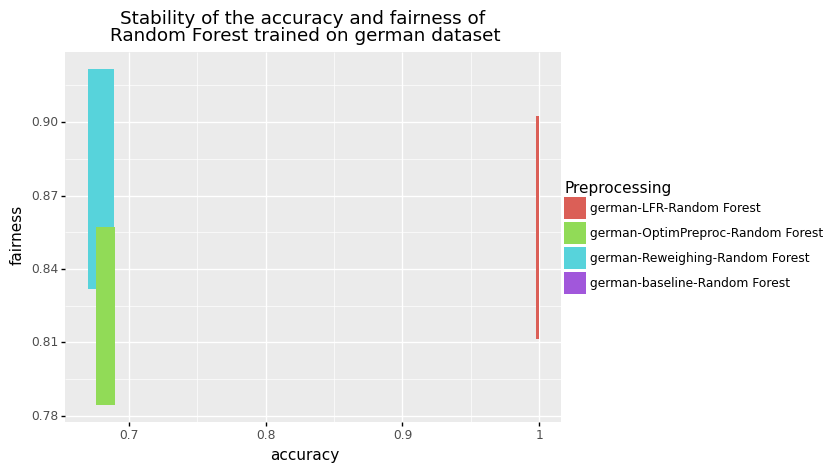 Stability of the accuracy and fairness of
Random Forest trained on german dataset
fairness
0.90
0.87
0.84
0.81
0.78
0.7
0.8
0.9
1
accuracy
Preprocessing
german-LFR-Random Forest
german-OptimPreproc-Random Forest
german-Reweighing-Random Forest
german-baseline-Random Forest